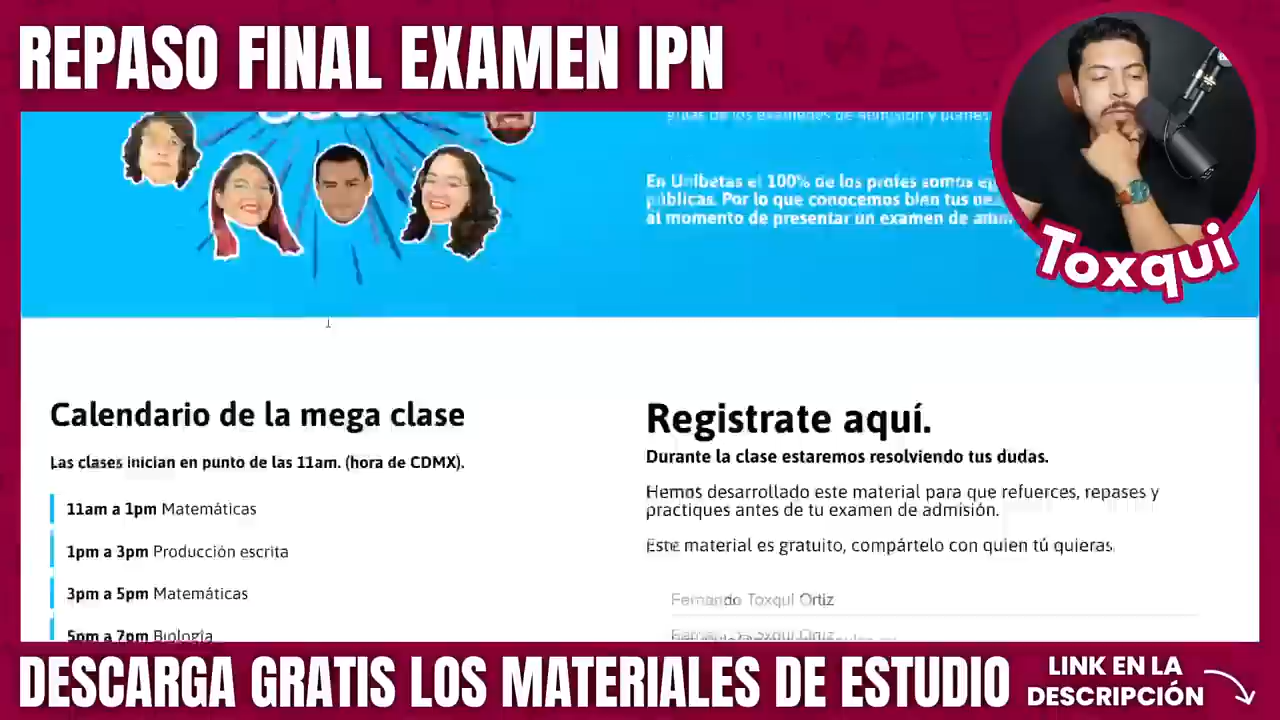 REPASO FINAL EXAMEN IPN
En Unibetas el 100% de los profes somos
públicas. Por lo que conocemos bien tus
al momento de presentar un examen de
Toxqui
Calendario de la mega clase
Las clases inician en punto de las 11am. (hora de CDMX).
11am a 1pm Matemáticas
1pm a 3pm Producción escrita
3pm a 5pm Matemáticas
5pm a 7pm Biología
Registrate aquí.
Durante la clase estaremos resolviendo tus dudas.
Hemos desarrollado este material para que refuerces, repases y
practiques antes de tu examen de admisión.
Este material es gratuito, compártelo con quien tú quieras.
Fernando Toxqui Ortiz
DESCARGA GRATIS LOS MATERIALES DE ESTUDIO
LINK EN LA
DESCRIPCIÓN